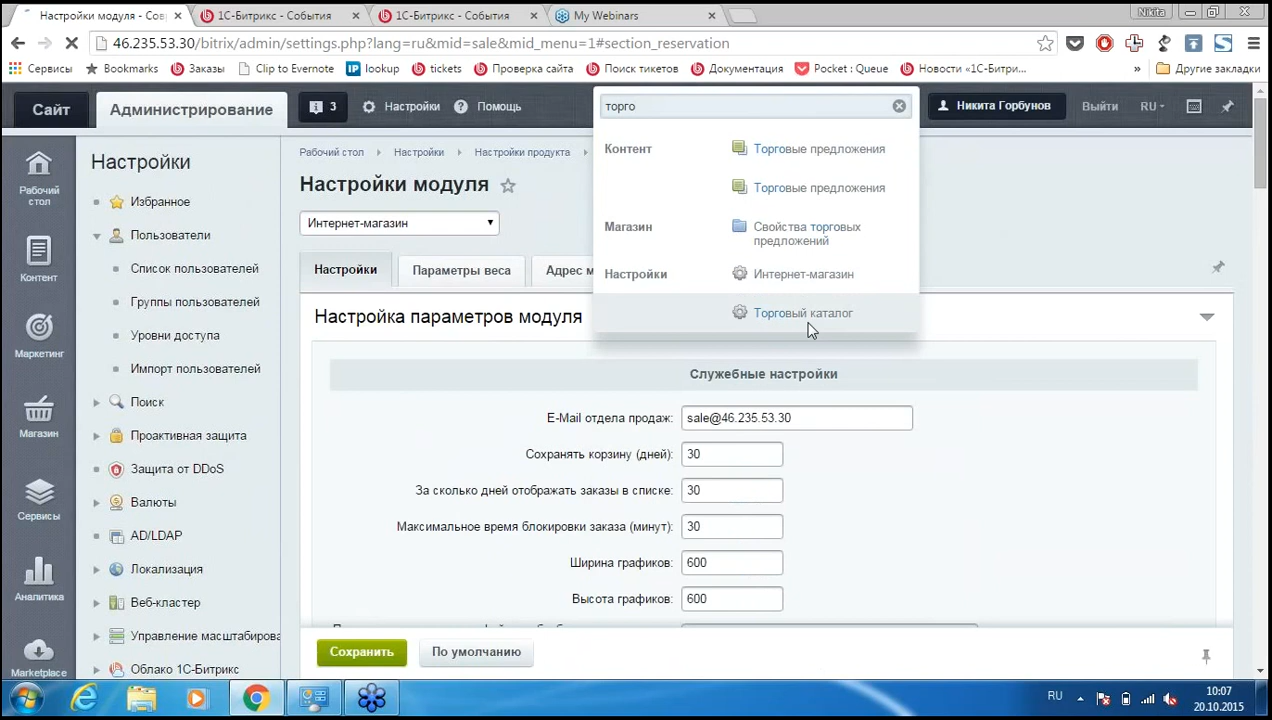 Настройки модуля - Сов
1С-Битрикс - События
1С-Битрикс - События
My Webinars
Nikita
46.235.53.30/bitrix/admin/settings.php?lang=ru&mid=sale&mid_menu=1#section_reservation
Сервисы
Bookmarks
Заказы
Clip to Evernote
IP lookup
tickets
Проверка сайта
Поиск тикетов
Документация
Pocket : Queue
Новости «1С-Битри...
»
Другие закладки
Сайт
Администрирование
3
Настройки
Помощь
торго
Никита Горбунов
Выйти
RU
Контент
Торговые предложения
Торговые предложения
Магазин
Свойства торговых
предложений
Настройки
Интернет-магазин
Торговый каталог
Рабочий
стол
Контент
Маркетинг
Магазин
Сервисы
Аналитика
Marketplace
Настройки
Избранное
Пользователи
Список пользователей
Группы пользователей
Уровни доступа
Импорт пользователей
Поиск
Проактивная защита
Защита от DDoS
Валюты
AD/LDAP
Локализация
Веб-кластер
Управление масштабирова
Облако 1С-Битрикс
Рабочий стол
Настройки
Настройки продукта
Настройки модуля
Интернет-магазин
Настройки
Параметры веса
Адрес м
Настройка параметров модуля
Служебные настройки
E-Mail отдела продаж: sale@46.235.53.30
Сохранять корзину (дней): 30
За сколько дней отображать заказы в списке: 30
Максимальное время блокировки заказа (минут): 30
Ширина графиков: 600
Высота графиков: 600
Сохранить
По умолчанию
RU
10:07
20.10.2015